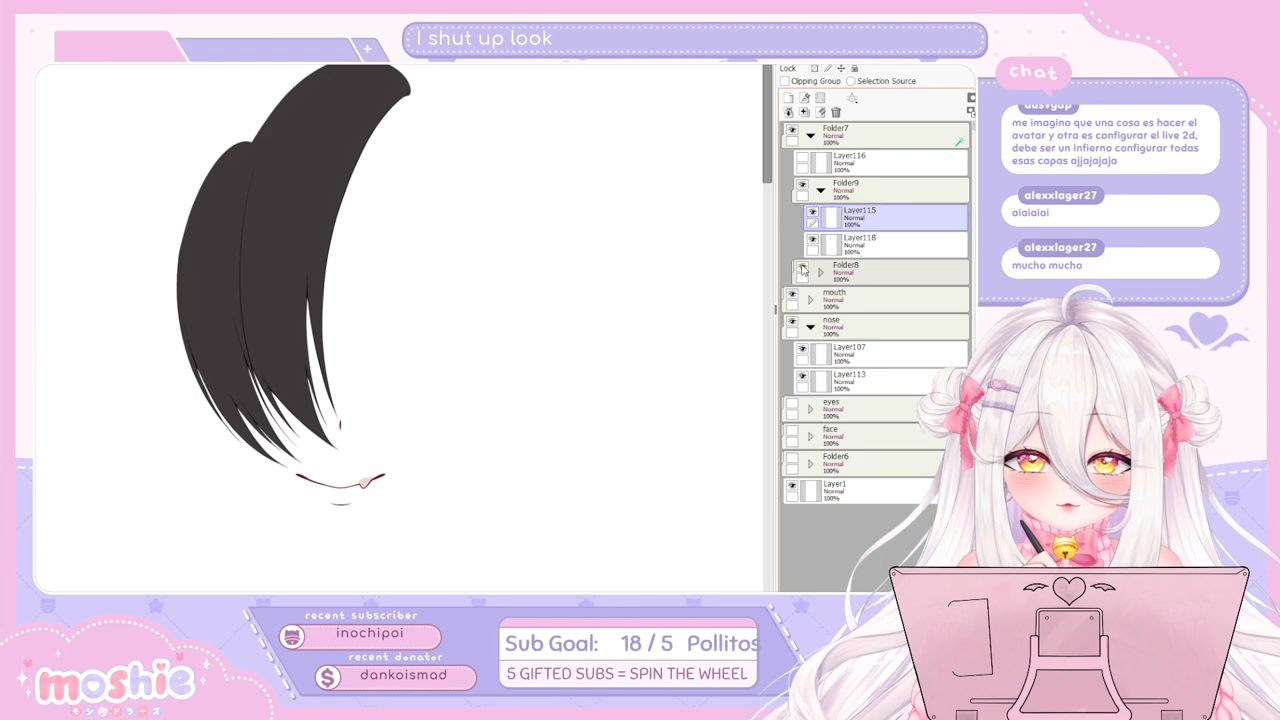 I shut up look
+
Lock
Clipping Group
Selection Source
Folder7
Normal
100%
Layer116
Normal
100%
Folder9
Normal
100%
Layer115
Normal
100%
Layer118
Normal
100%
Folder8
Normal
100%
mouth
Normal
100%
nose
Normal
100%
Layer107
Normal
100%
Layer113
Normal
100%
eyes
Normal
100%
face
Normal
100%
Folder6
Normal
100%
Layer1
Normal
100%
chat
me imagino que una cosa es hacer el
avatar y otra es configurar el live 2d,
debe ser un infierno configurar todas
esas capas ajjajajaja
alexxlager27
aiaiaiai
alexxlager27
mucho mucho
recent subscriber
inochipoi
recent donator
$ dankoismad
Sub Goal: 18 / 5 Pollitos
5 GIFTED SUBS = SPIN THE WHEEL
moshie